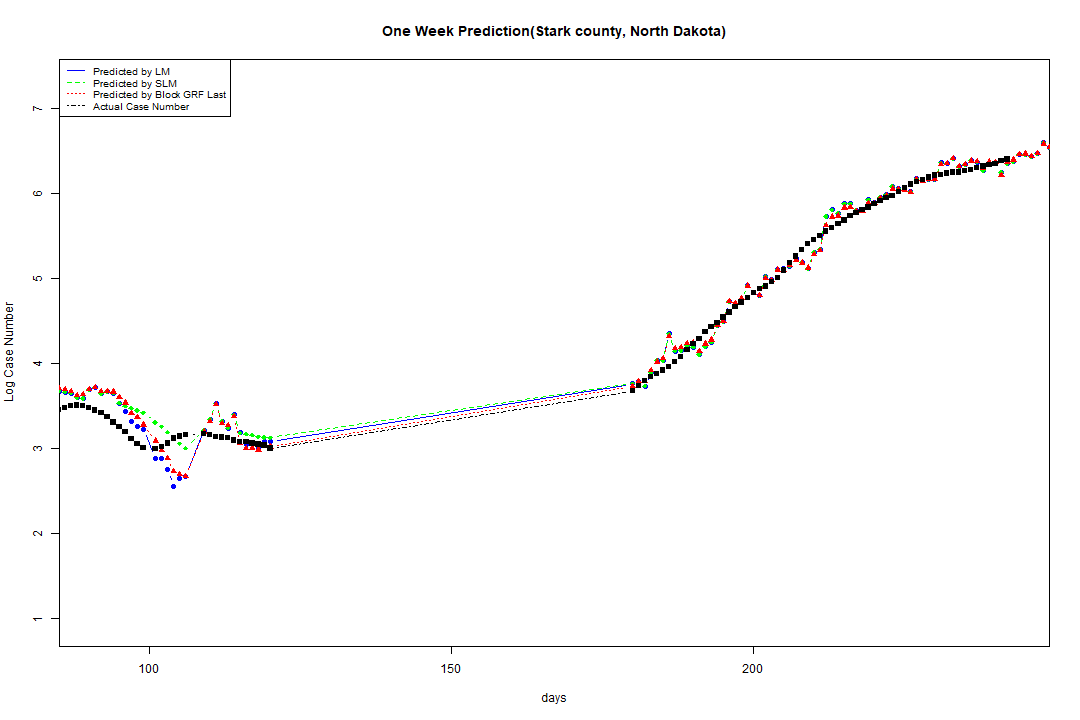 One Week Prediction(Stark county, North Dakota)
Predicted by LM
Predicted by SLM
Predicted by Block GRF Last
Actual Case Number
7
6
5
4
3
2
1
Log Case Number
100 150 200
days